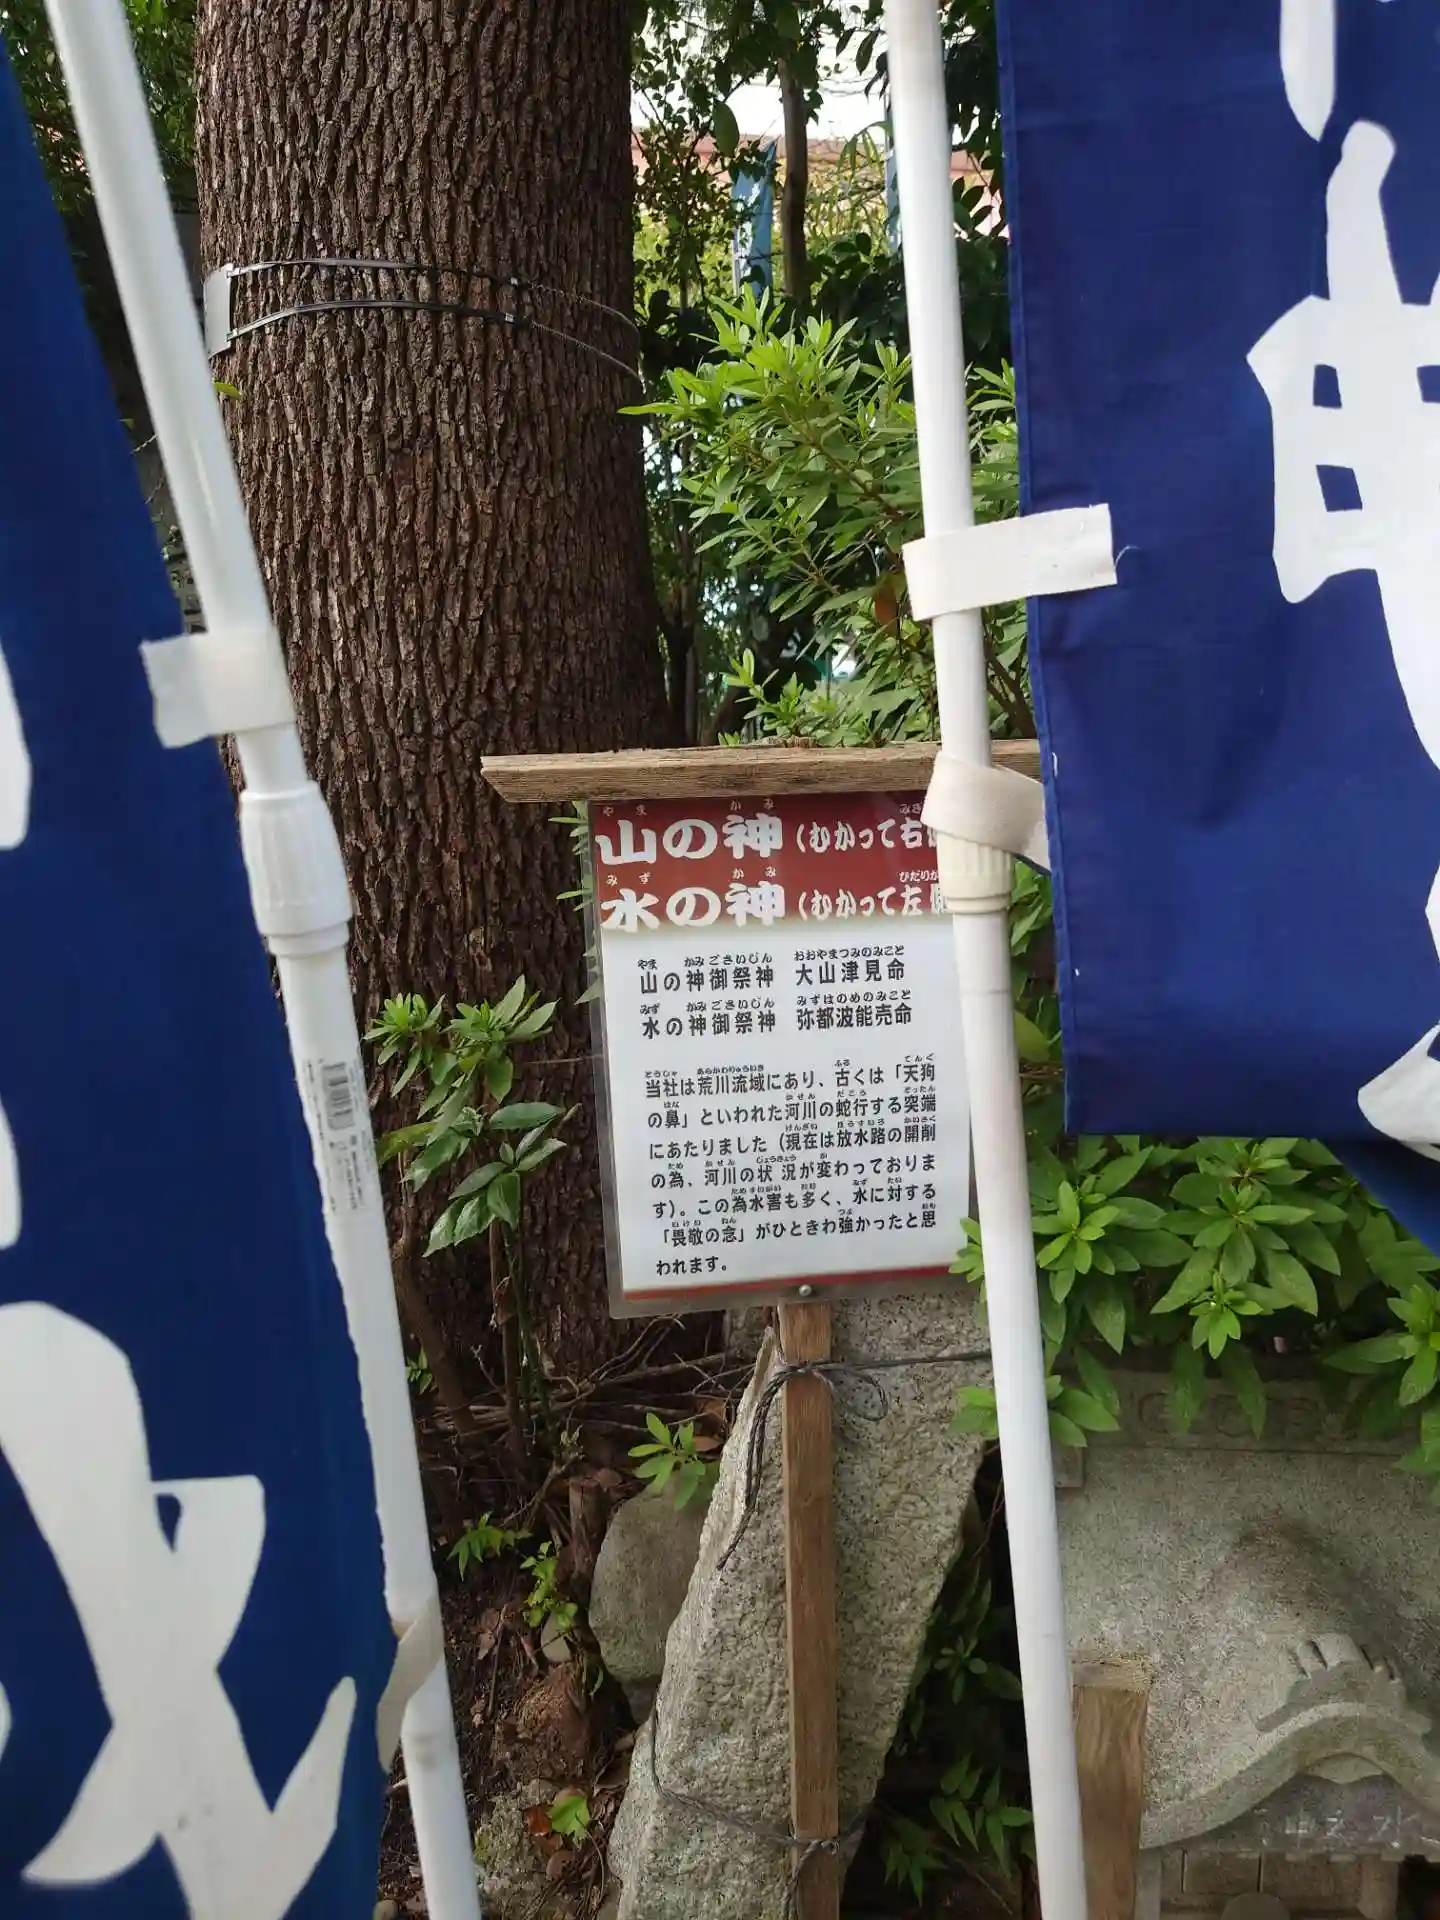 山の神（むかって右
水の神（むかって左側
山の神御祭神　大山津見命
水の神御祭神　弥都波能売命
当社は荒川流域にあり、古くは「天狗
の鼻」といわれた河川の蛇行する突端
にあたりました（現在は放水路の開削
の為、河川の状況が変わっておりま
す）。この為水害も多く、水に対する
「畏敬の念」がひときわ強かったと思
われます。